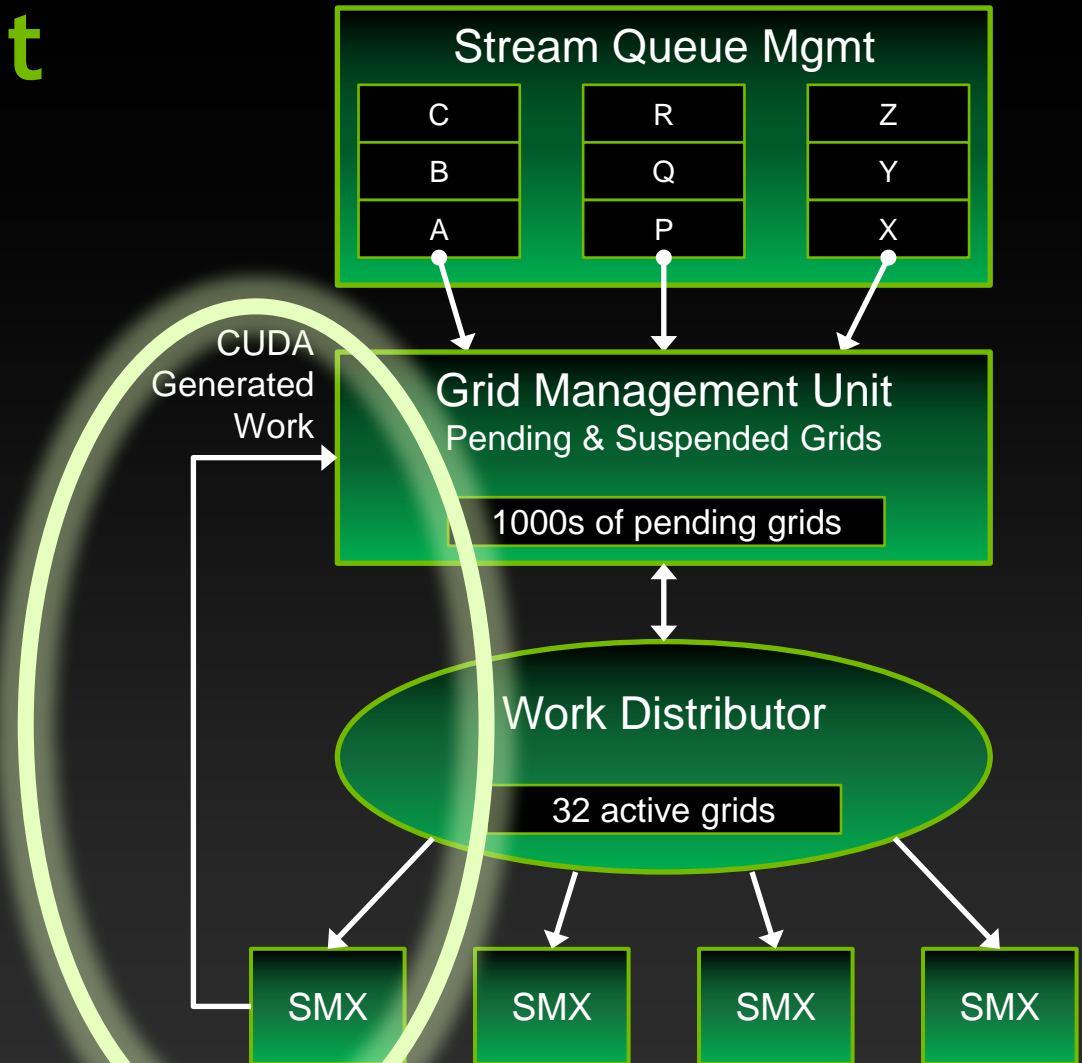 t
Stream Queue Mgmt
C
R
Z
B
Q
Y
A
P
X
CUDA
Generated
Work
Grid Management Unit
Pending & Suspended Grids
1000s of pending grids
Work Distributor
32 active grids
SMX
SMX
SMX
SMX